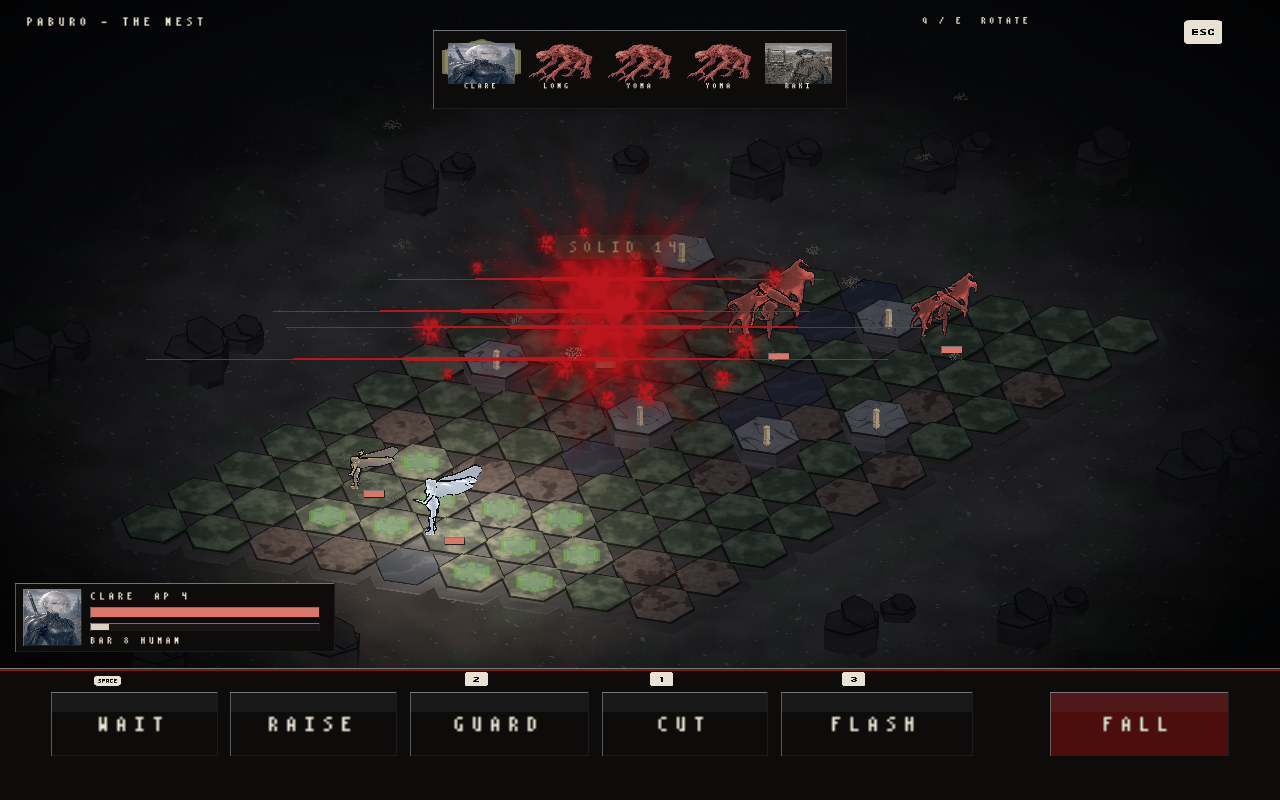 PABURO - THE NEST
Q / E ROTATE
ESC
CLARE
LONG
YOMA
YOMA
RAKI
SOLID 14
CLARE AP 4
BAR 8 HUMAN
SPACE
2
1
3
WAIT
RAISE
GUARD
CUT
FLASH
FALL